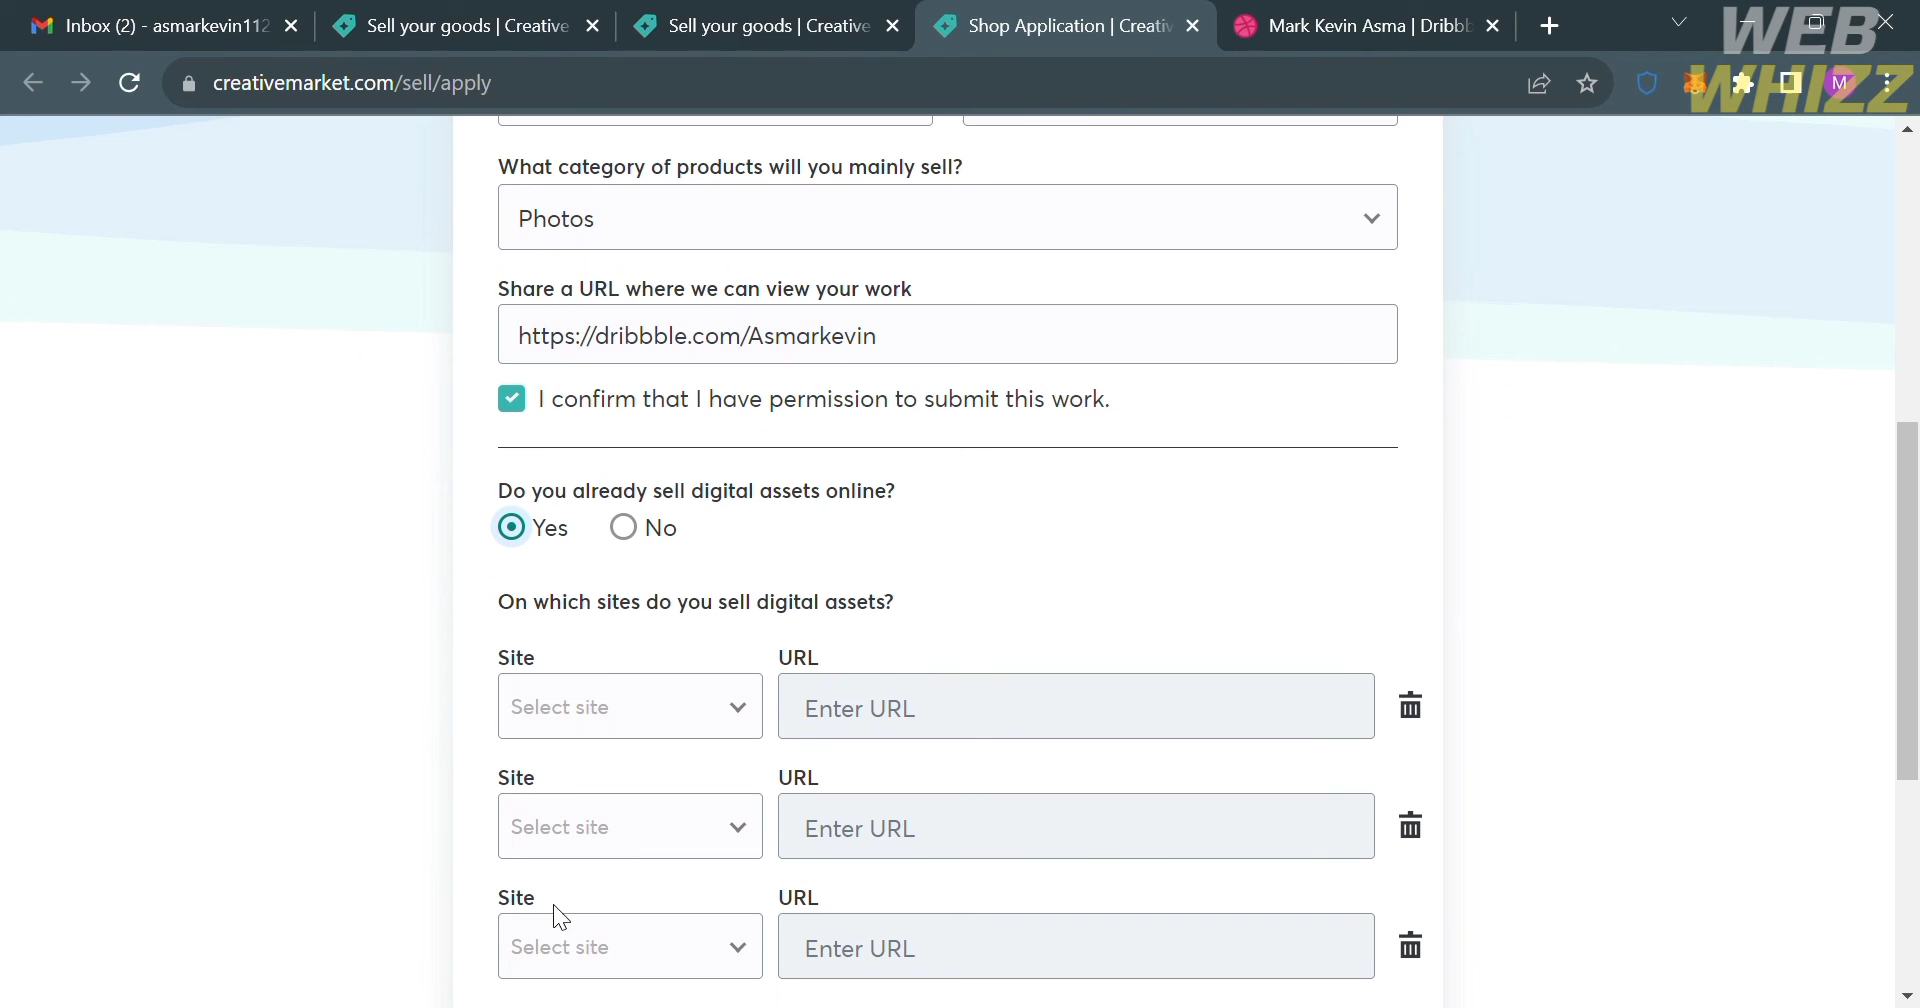 Inbox (2) - asmarkevin112
Sell your goods | Creative
Sell your goods | Creative
Shop Application | Creativ
Mark Kevin Asma | Dribbb
WEB
WHIZZ
creativemarket.com/sell/apply
M
What category of products will you mainly sell?
Photos
Share a URL where we can view your work
https://dribbble.com/Asmarkevin
I confirm that I have permission to submit this work.
Do you already sell digital assets online?
Yes No
On which sites do you sell digital assets?
Site URL
Select site Enter URL
Site URL
Select site Enter URL
Site URL
Select site Enter URL